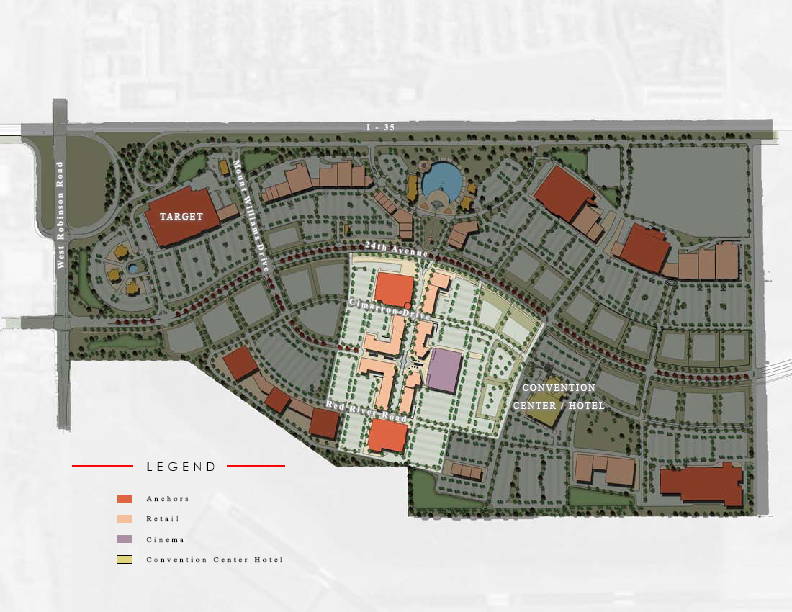 I - 35
West Robinson Road
Mount Williams Drive
TARGET
24th Avenue
Cimarron Drive
CONVENTION
CENTER / HOTEL
Red River Road
LEGEND
Anchors
Retail
Cinema
Convention Center Hotel